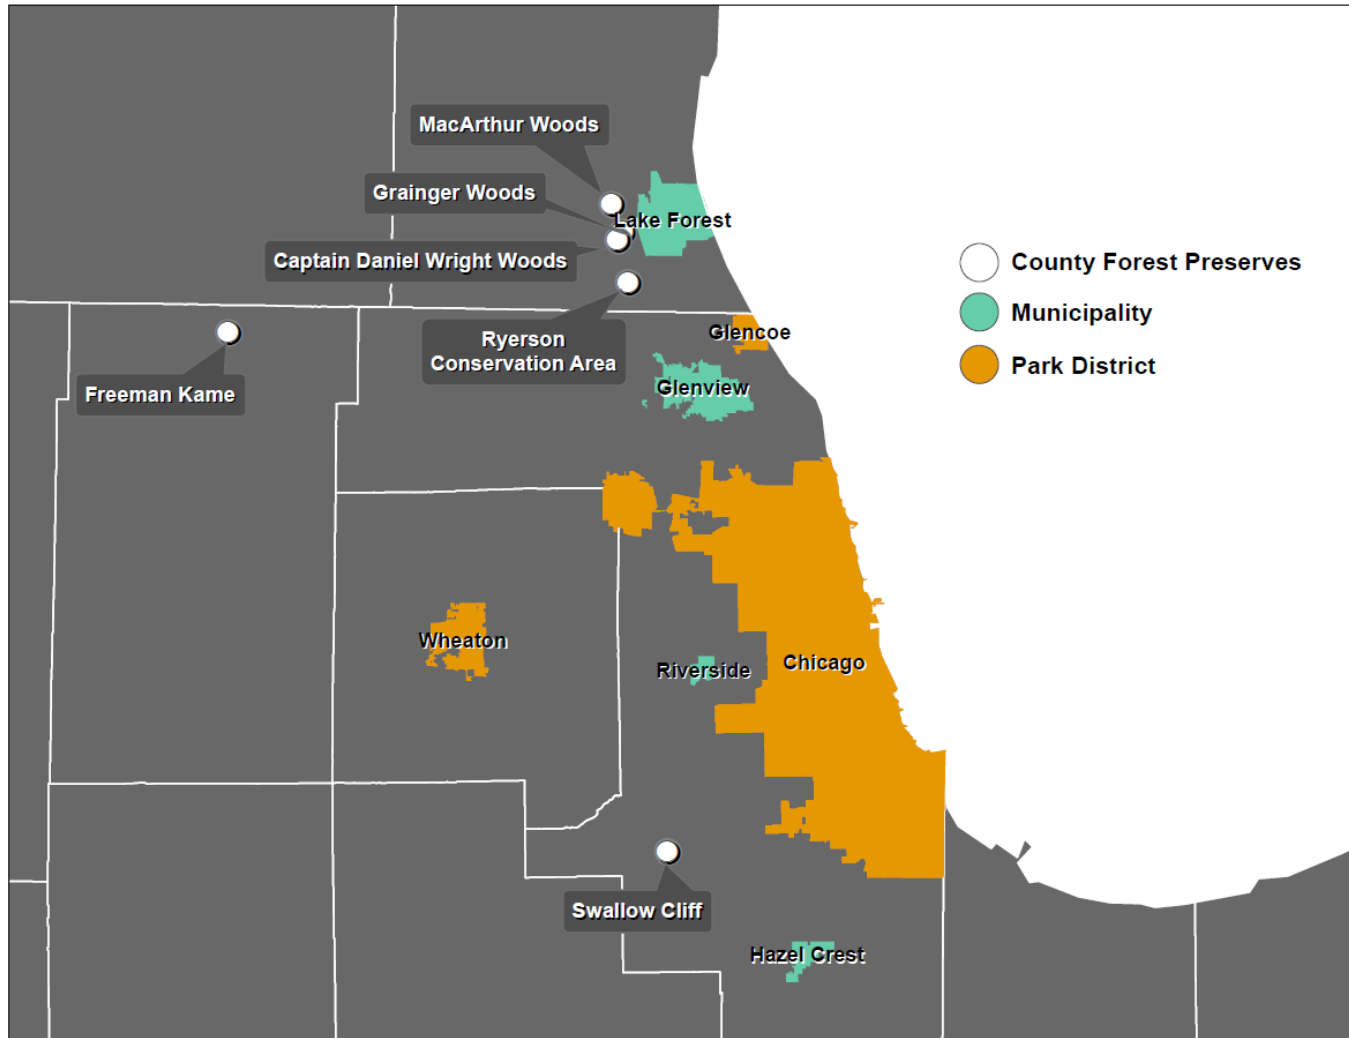 MacArthur Woods
Grainger Woods
Lake Forest
Captain Daniel Wright Woods
County Forest Preserves
Municipality
Glencoe
Ryerson
Conservation Area
Park District
Glenview
Freeman Kame
Wheaton
Chicago
Riverside
Swallow Cliff
Hazel Crest